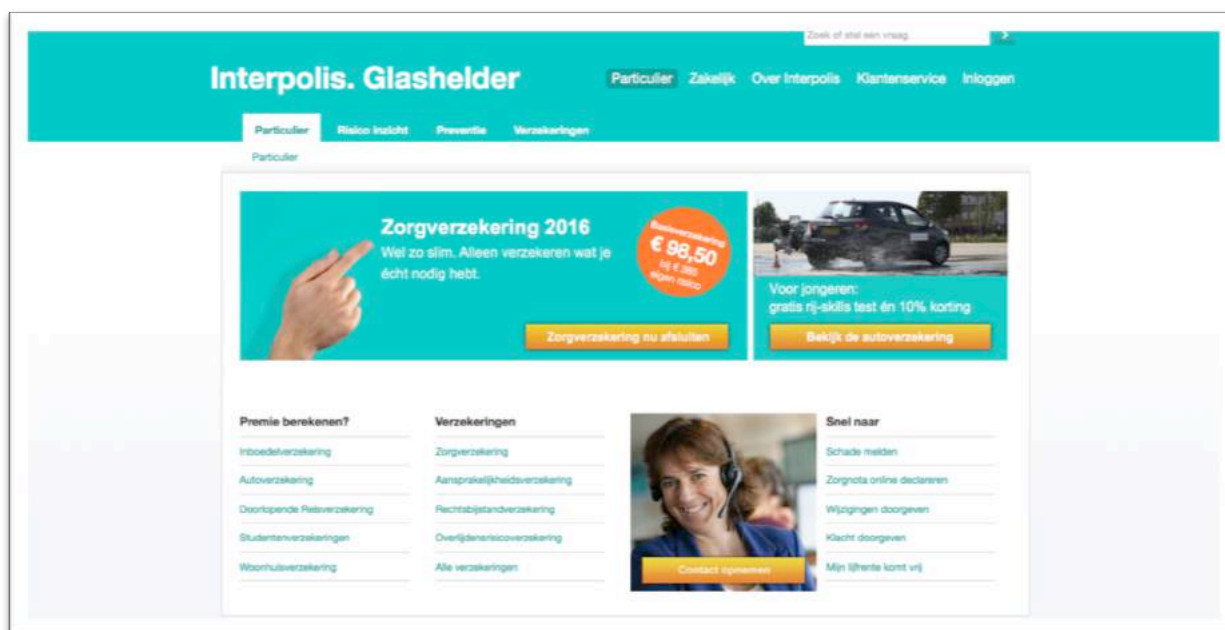 Zoek of stel een vraag.
Interpolis. Glashelder
Particulier Zakelijk Over Interpolis Klantenservice Inloggen
Particulier Risico inzicht Preventie Verzekeringen
Particulier
Zorgverzekering 2016
Wel zo slim. Alleen verzekeren wat je
écht nodig hebt.
Basisverzekering
€ 98,50
bij € 385
eigen risico
Zorgverzekering nu afsluiten
Voor jongeren:
gratis rij-skills test én 10% korting
Bekijk de autoverzekering
Premie berekenen?
Inboedelverzekering
Autoverzekering
Doorlopende Reisverzekering
Studentenverzekeringen
Woonhuisverzekering
Verzekeringen
Zorgverzekering
Aansprakelijkheidsverzekering
Rechtsbijstandverzekering
Overlijdensrisicoverzekering
Alle verzekeringen
Contact opnemen
Snel naar
Schade melden
Zorgnota online declareren
Wijzigingen doorgeven
Klacht doorgeven
Mijn lijfrente komt vrij